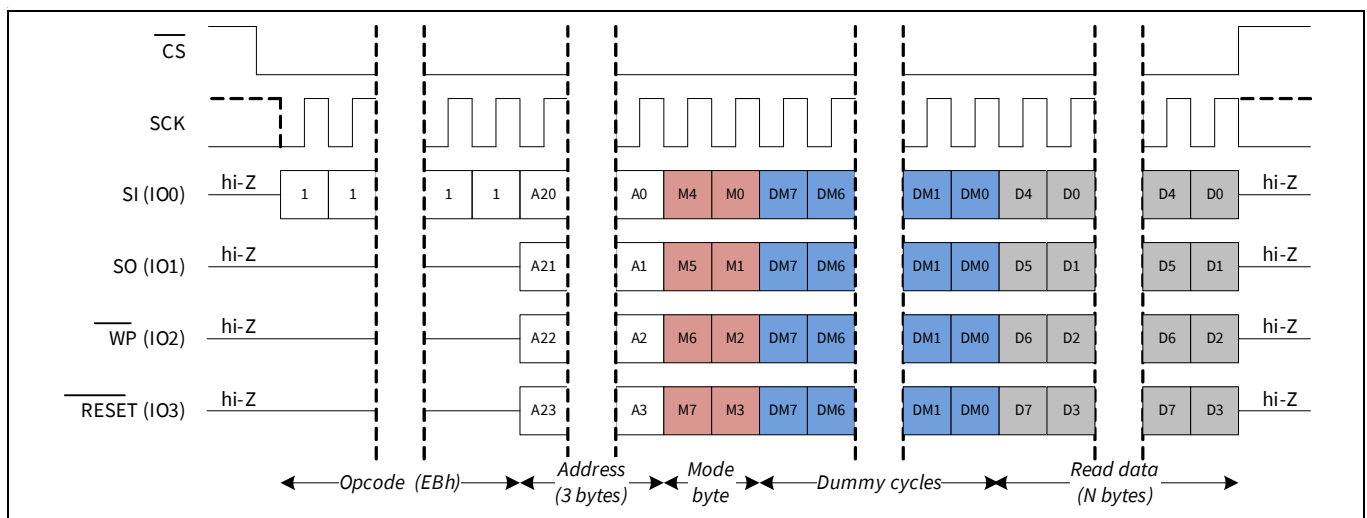 CS
SCK
SI (IO0) hi-Z 1 1 1 1 A20 A0 M4 M0 DM7 DM6 DM1 DM0 D4 D0 D4 D0 hi-Z
SO (IO1) hi-Z A21 A1 M5 M1 DM7 DM6 DM1 DM0 D5 D1 D5 D1 hi-Z
WP (IO2) hi-Z A22 A2 M6 M2 DM7 DM6 DM1 DM0 D6 D2 D6 D2 hi-Z
RESET (IO3) hi-Z A23 A3 M7 M3 DM7 DM6 DM1 DM0 D7 D3 D7 D3 hi-Z
Opcode (EBh)
Address
(3 bytes)
Mode
byte
Dummy cycles
Read data
(N bytes)